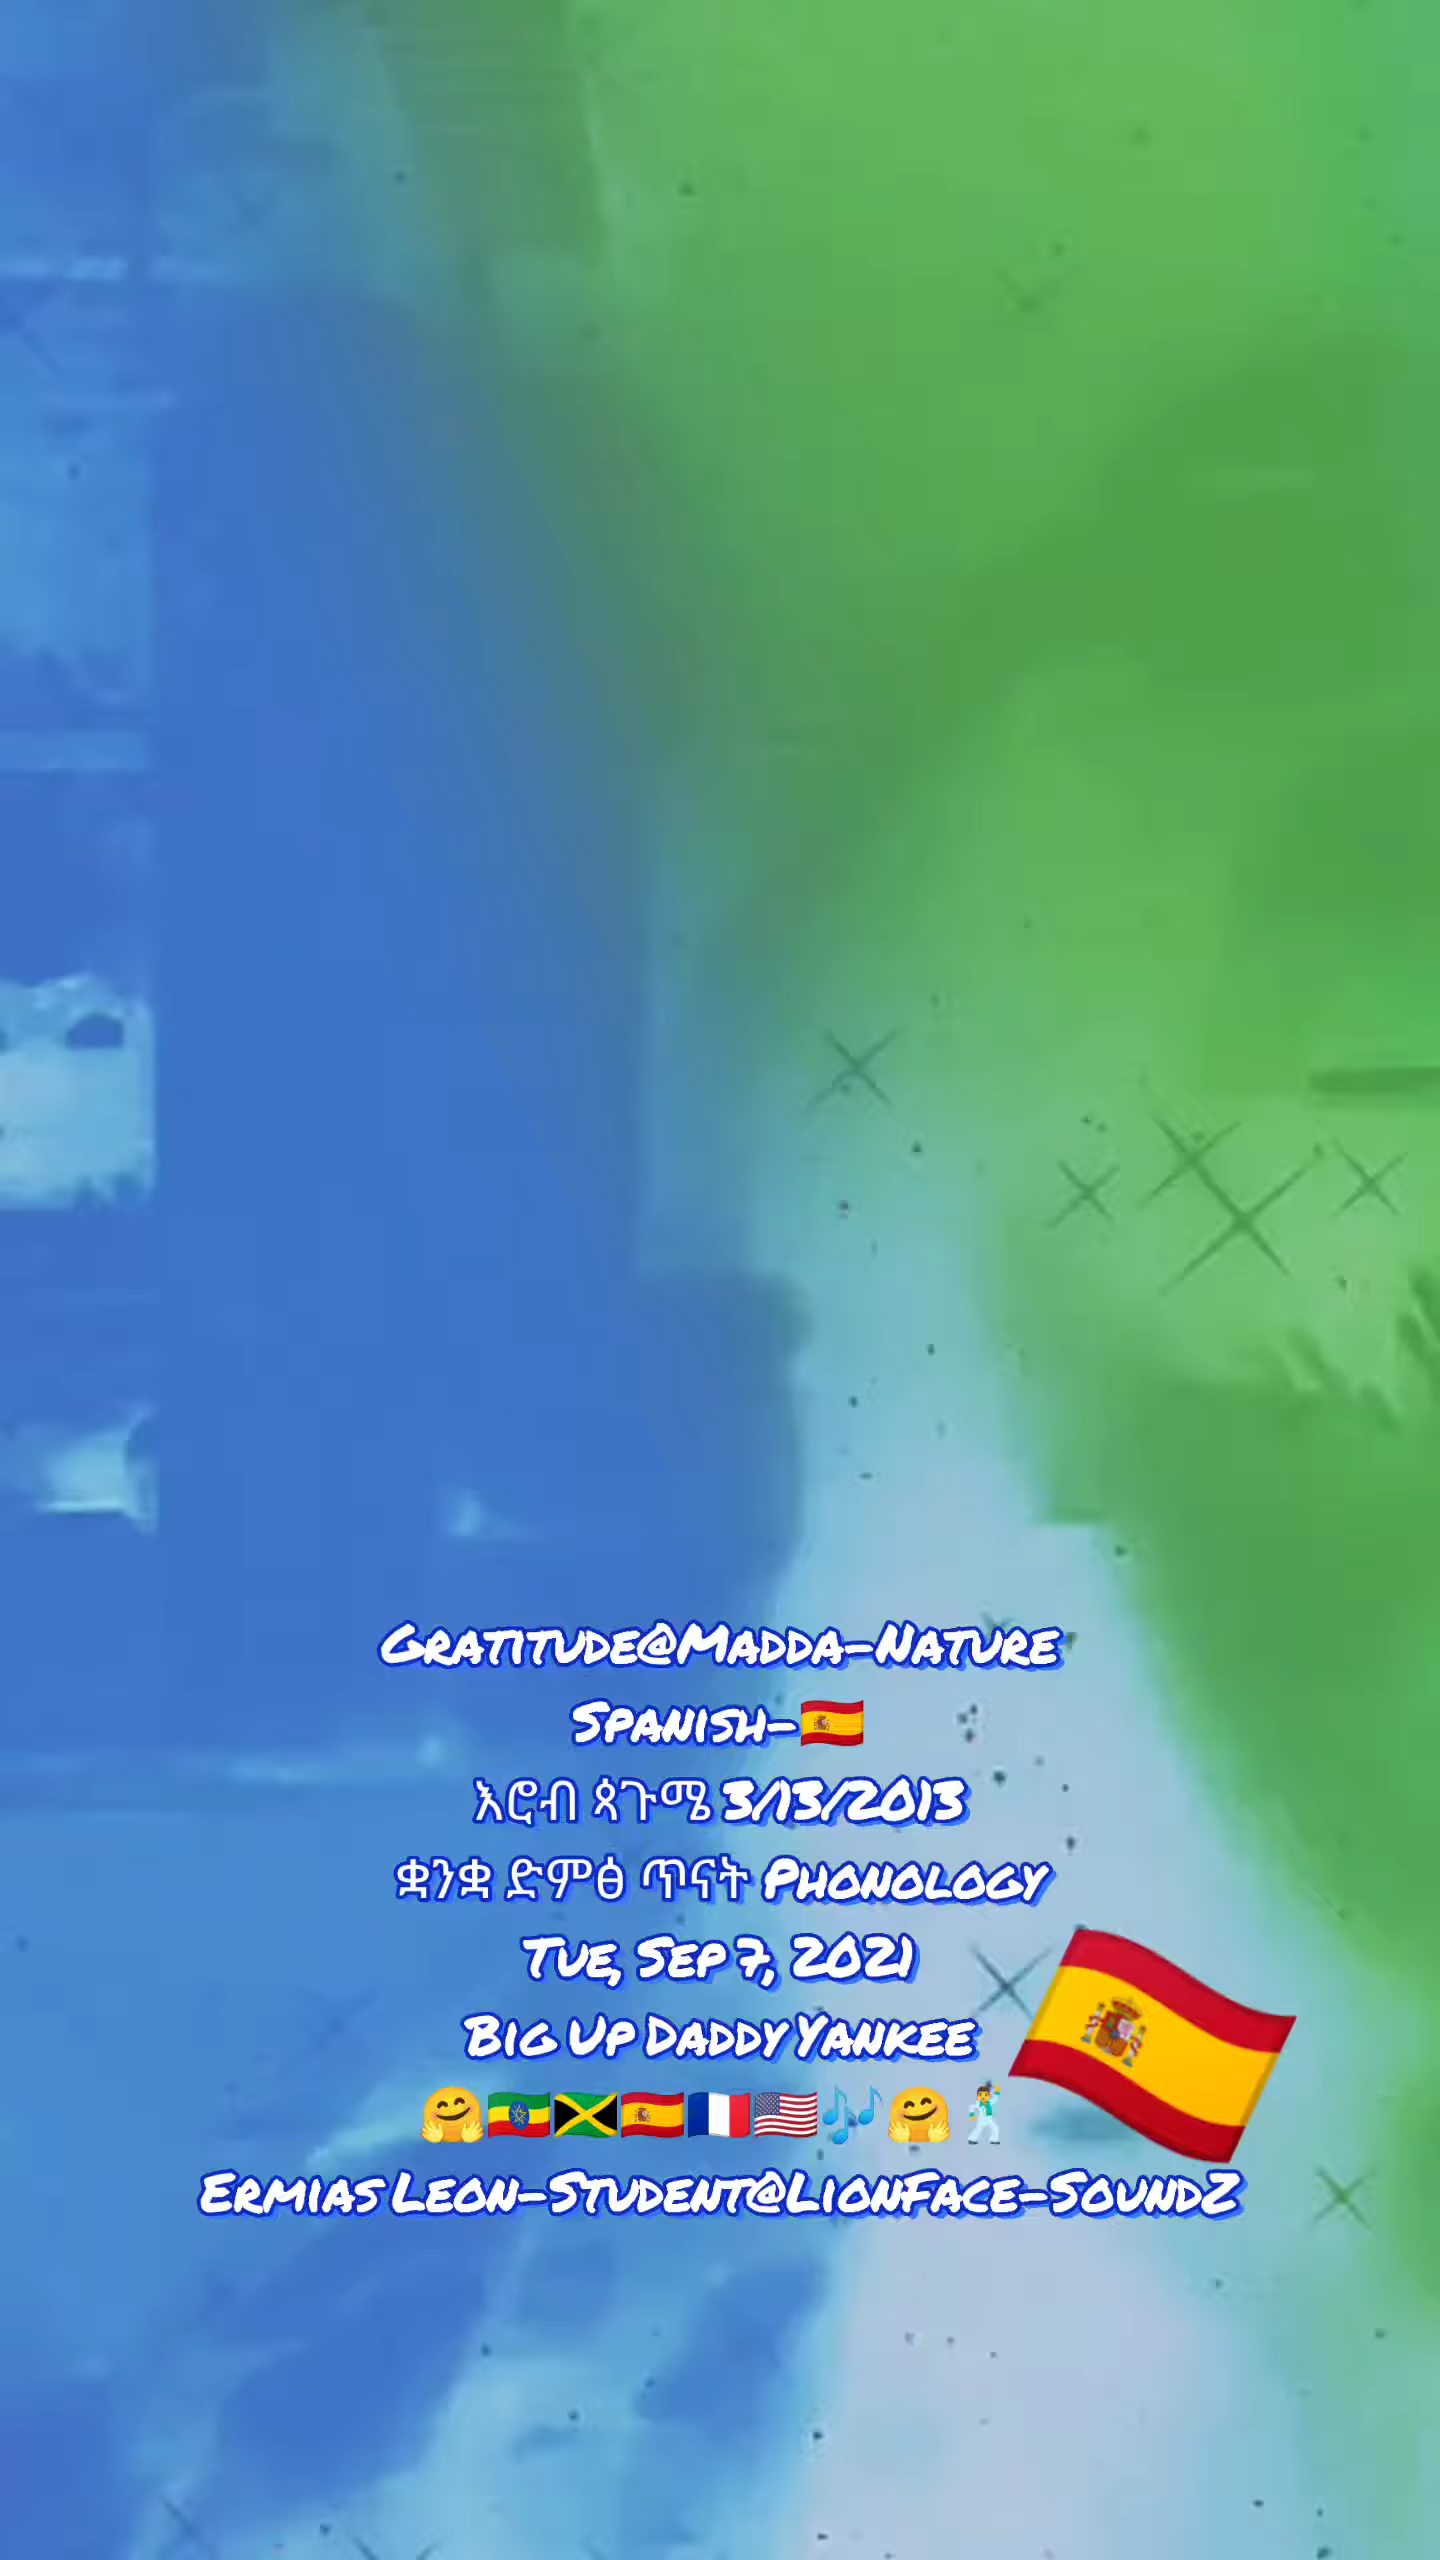 Gratitude@Madda-Nature
Spanish-🇪🇸
እሮብ ጳጉሜ 3/13/2013
ቋንቋ ድምፅ ጥናት Phonology
Tue, Sep 7, 2021
Big Up Daddy Yankee
🤗🇪🇹🇯🇲🇪🇸🇫🇷🇺🇸🎶🤗🕺
Ermias Leon-Student@LionFace-SoundZ